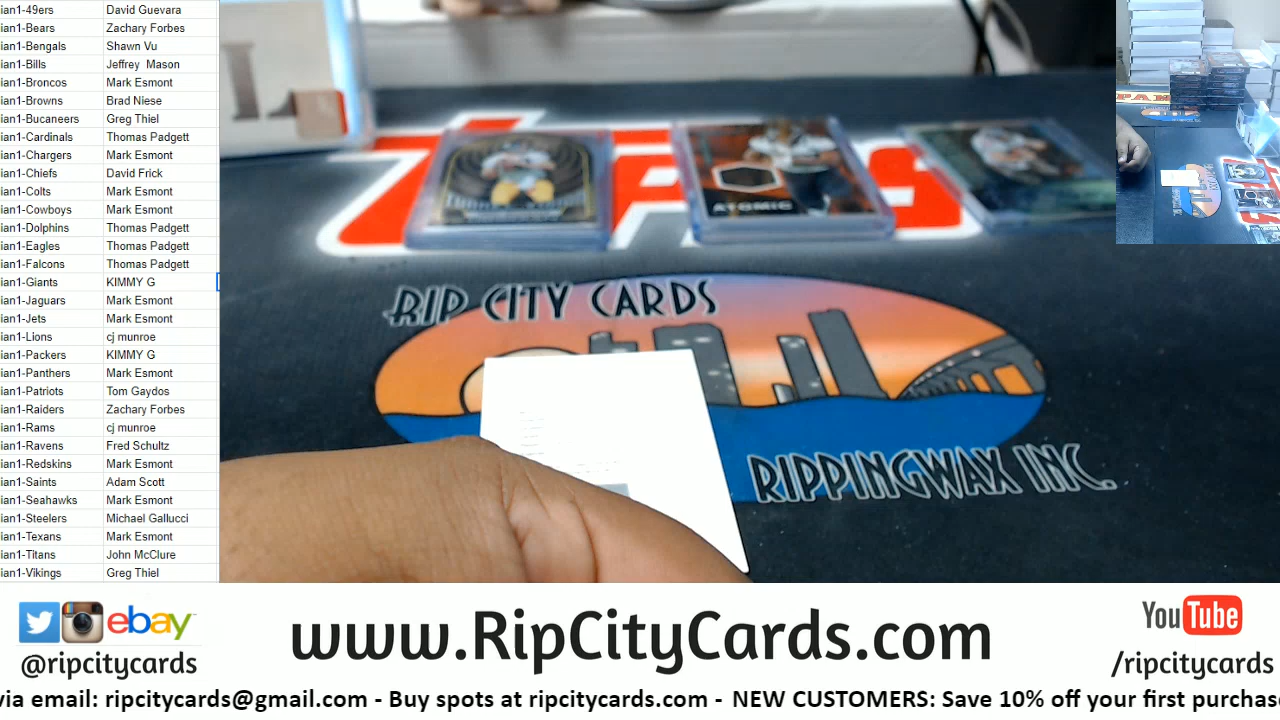 ian1-49ers David Guevara
ian1-Bears Zachary Forbes
ian1-Bengals Shawn Vu
ian1-Bills Jeffrey Mason
ian1-Broncos Mark Esmont
ian1-Browns Brad Niese
ian1-Bucaneers Greg Thiel
ian1-Cardinals Thomas Padgett
ian1-Chargers Mark Esmont
ian1-Chiefs David Frick
ian1-Colts Mark Esmont
ian1-Cowboys Mark Esmont
ian1-Dolphins Thomas Padgett
ian1-Eagles Thomas Padgett
ian1-Falcons Thomas Padgett
ian1-Giants KIMMY G
ian1-Jaguars Mark Esmont
ian1-Jets Mark Esmont
ian1-Lions cj munroe
ian1-Packers KIMMY G
ian1-Panthers Mark Esmont
ian1-Patriots Tom Gaydos
ian1-Raiders Zachary Forbes
ian1-Rams cj munroe
ian1-Ravens Fred Schultz
ian1-Redskins Mark Esmont
ian1-Saints Adam Scott
ian1-Seahawks Mark Esmont
ian1-Steelers Michael Gallucci
ian1-Texans Mark Esmont
ian1-Titans John McClure
ian1-Vikings Greg Thiel
ATOMIC
RIP CITY CARDS
RIPPINGWAX INC.
ebay
@ripcitycards
www.RipCityCards.com
YouTube
/ripcitycards
via email: ripcitycards@gmail.com - Buy spots at ripcitycards.com - NEW CUSTOMERS: Save 10% off your first purchas